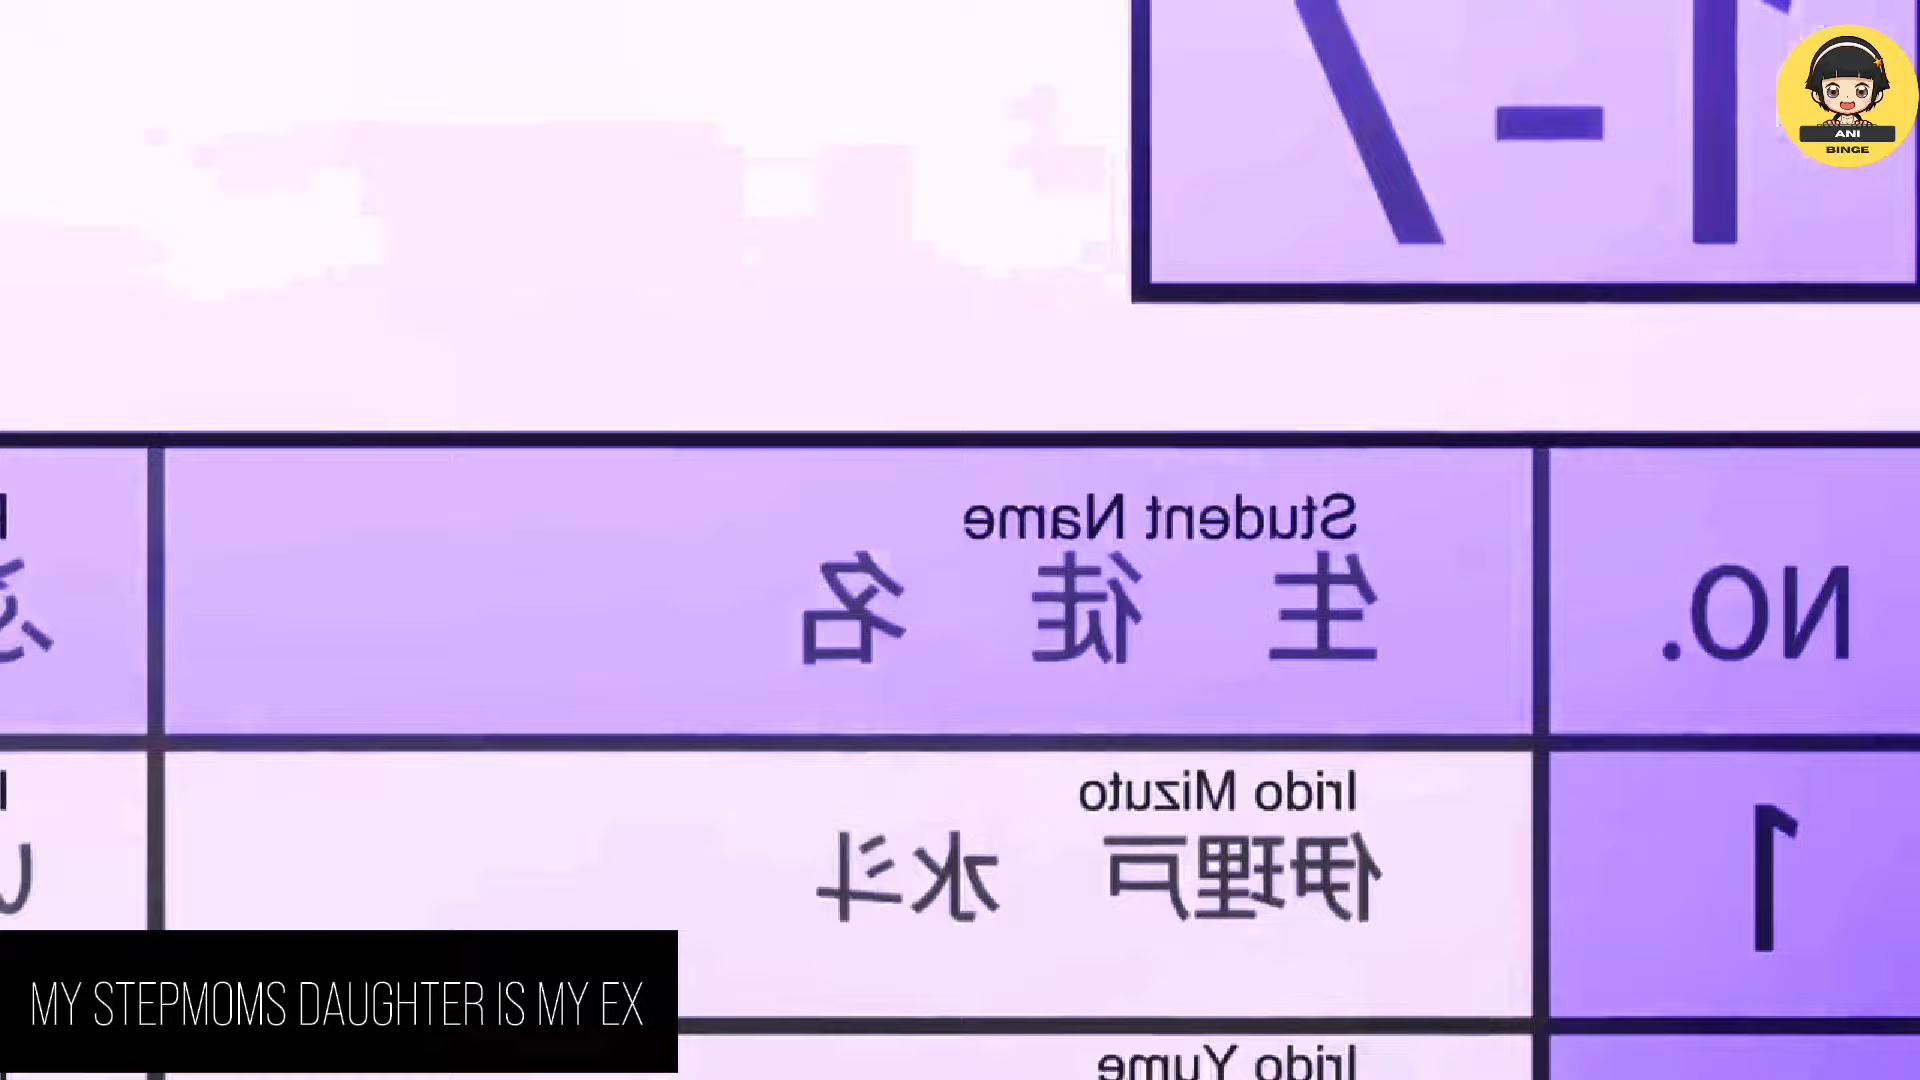 1-7
ANI
BINGE
Student Name
生徒名
NO.
Irido Mizuto
伊理戸 水斗
1
Irido Yume
MY STEPMOMS DAUGHTER IS MY EX